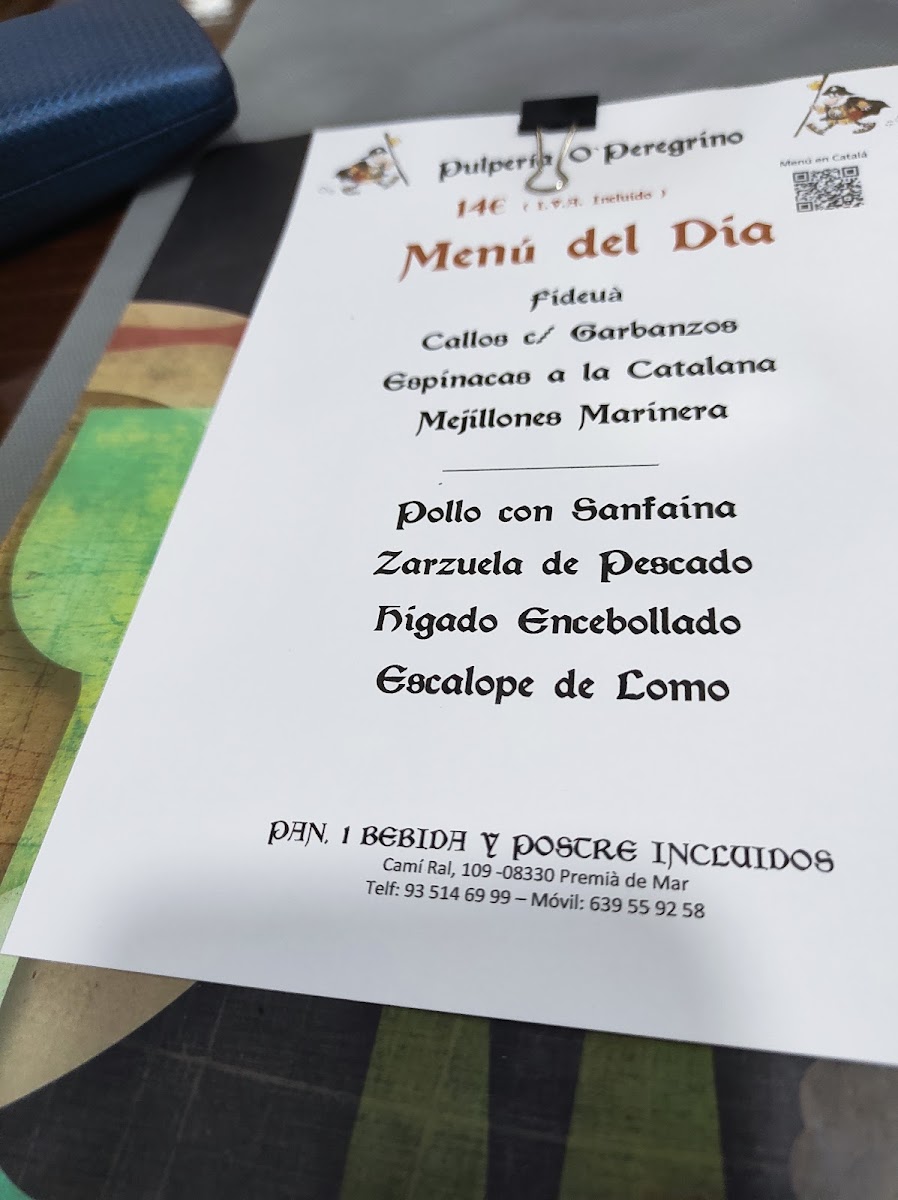 Pulpería O Peregrino
Menú en Català
14€ ( I.V.A. Incluido )
Menú del Día
Fideuà
Callos c/ Garbanzos
Espinacas a la Catalana
Mejillones Marinera
Pollo con Sanfaina
Zarzuela de Pescado
Hígado Encebollado
Escalope de Lomo
PAN, 1 BEBIDA Y POSTRE INCLUIDOS
Camí Ral, 109 -08330 Premià de Mar
Telf: 93 514 69 99 – Móvil: 639 55 92 58